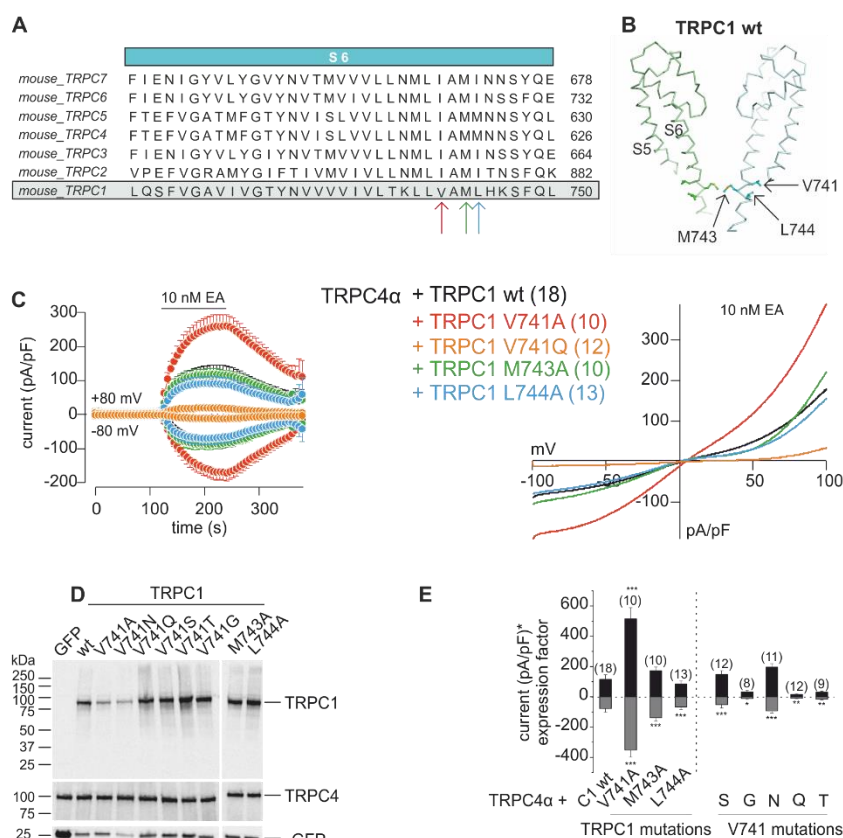 A
S 6
mouse_TRPC7 F I E N I G Y V L Y G V Y N V T M V V V L L N M L I A M I N N S Y Q E 678
mouse_TRPC6 F I E N I G Y V L Y G V Y N V T M V I V L L N M L I A M I N S S F Q E 732
mouse_TRPC5 F T E F V G A T M F G T Y N V I S L V V L L N M L I A M M N N S Y Q L 630
mouse_TRPC4 F T E F V G A T M F G T Y N V I S L V V L L N M L I A M M N N S Y Q L 626
mouse_TRPC3 F I E N I G Y V L Y G I Y N V T M V V V L L N M L I A M I N S S Y Q E 664
mouse_TRPC2 V P E F V G R A M Y G I F T I V M V I V L L N M L I A M I T N S F Q K 882
mouse_TRPC1 L Q S F V G A V I V G T Y N V V V V I V L T K L L V A M L H K S F Q L 750
B
TRPC1 wt
S5
S6
V741
M743
L744
C
10 nM EA
current (pA/pF)
300
200
100
0
-100
-200
+80 mV
-80 mV
0 100 200 300
time (s)
TRPC4α + TRPC1 wt (18)
+ TRPC1 V741A (10)
+ TRPC1 V741Q (12)
+ TRPC1 M743A (10)
+ TRPC1 L744A (13)
10 nM EA
300
200
100
mV
-100 -50 50 100
-100
pA/pF
D
TRPC1
GFP wt V741A V741N V741Q V741S V741T V741G M743A L744A
kDa
250
150
100
75
50
37
25
TRPC1
100
75
TRPC4
25
GFP
E
current (pA/pF)*
expression factor
600
400
200
0
-200
-400
(18) (10) (10) (13) (12) (8) (11) (12) (9)
***
*** *** *** *** * *** ** **
TRPC4α + C1 wt V741A M743A L744A S G N Q T
TRPC1 mutations
V741 mutations